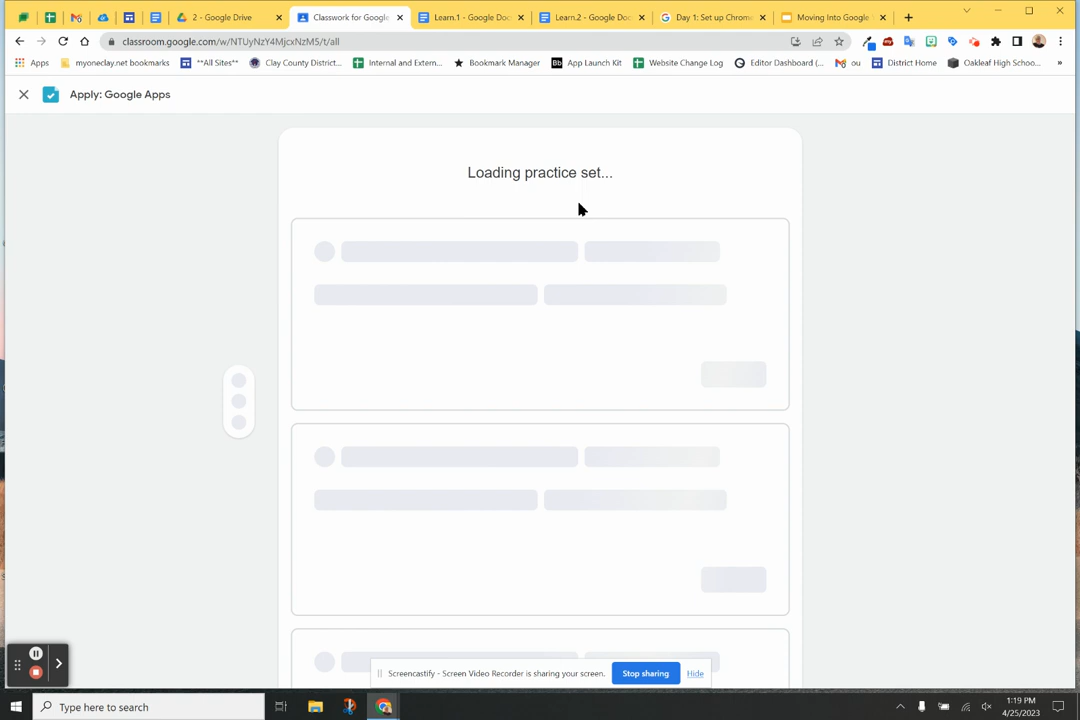 2 - Google Drive
Classwork for Google
Learn.1 - Google Doc
Learn.2 - Google Doc
Day 1: Set up Chrome
Moving Into Google
classroom.google.com/w/NTUyNzY4MjcxNzM5/t/all
Apps
myoneclay.net bookmarks
**All Sites**
Clay County District...
Internal and Extern...
Bookmark Manager
Bb App Launch Kit
Website Change Log
Editor Dashboard (...
ou
District Home
Oakleaf High Schoo...
»
Apply: Google Apps
Loading practice set...
Screencastify - Screen Video Recorder is sharing your screen.
Stop sharing
Hide
Type here to search
1:19 PM
4/25/2023